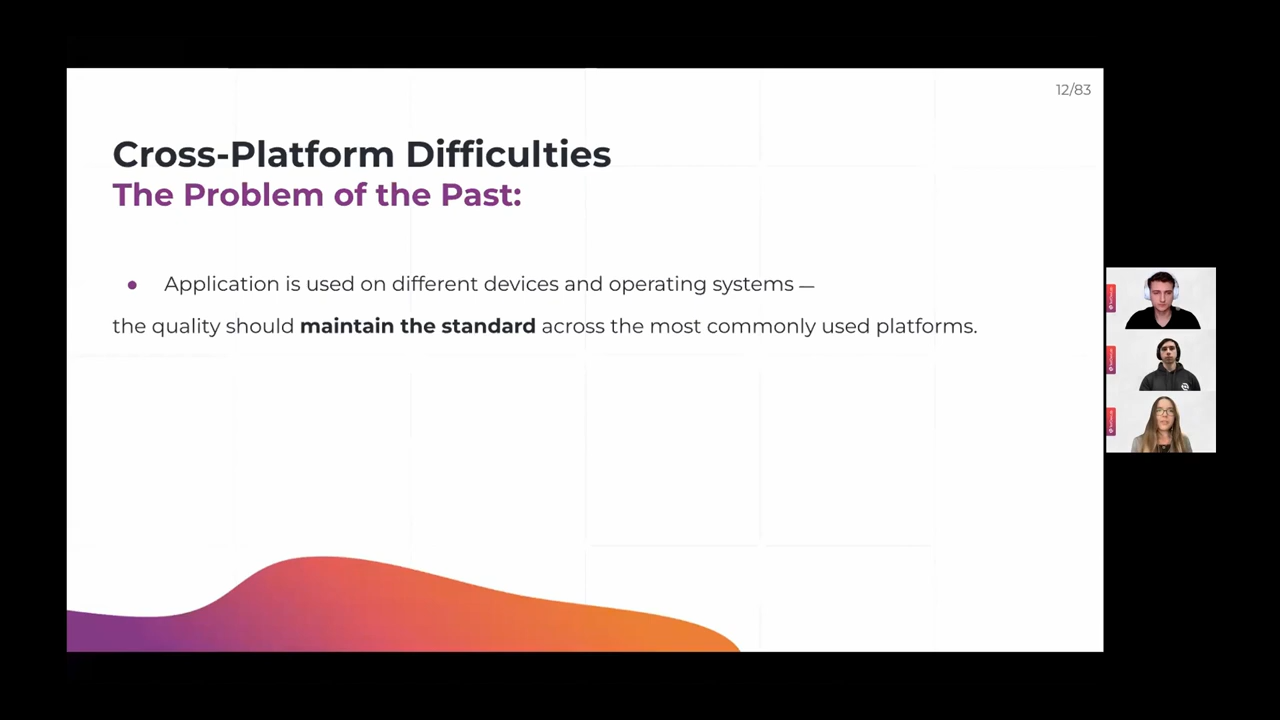 12/83
Cross-Platform Difficulties
The Problem of the Past:
● Application is used on different devices and operating systems —
the quality should maintain the standard across the most commonly used platforms.